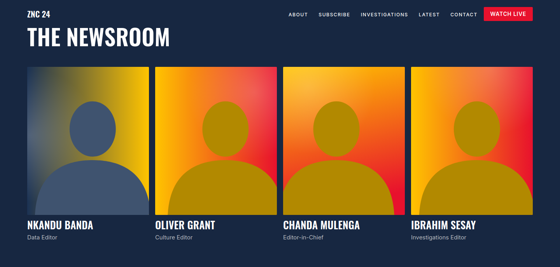 ZNC 24
ABOUT SUBSCRIBE INVESTIGATIONS LATEST CONTACT WATCH LIVE
THE NEWSROOM
NKANDU BANDA
Data Editor
OLIVER GRANT
Culture Editor
CHANDA MULENGA
Editor-in-Chief
IBRAHIM SESAY
Investigations Editor